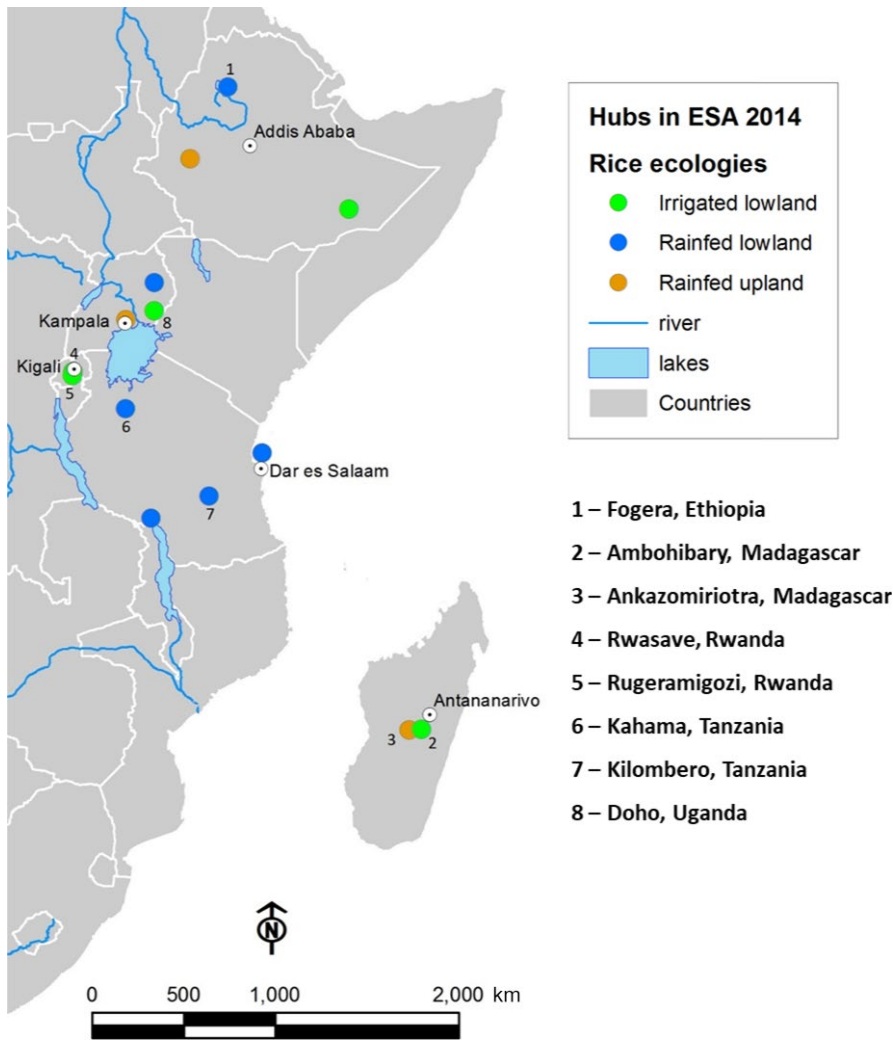 1
Addis Ababa
Kampala
8
Kigali
4
5
6
Dar es Salaam
7
Antananarivo
3
2
N
0 500 1,000 2,000 km
Hubs in ESA 2014
Rice ecologies
Irrigated lowland
Rainfed lowland
Rainfed upland
river
lakes
Countries
1 – Fogera, Ethiopia
2 – Ambohibary, Madagascar
3 – Ankazomiriotra, Madagascar
4 – Rwasave, Rwanda
5 – Rugeramigozi, Rwanda
6 – Kahama, Tanzania
7 – Kilombero, Tanzania
8 – Doho, Uganda